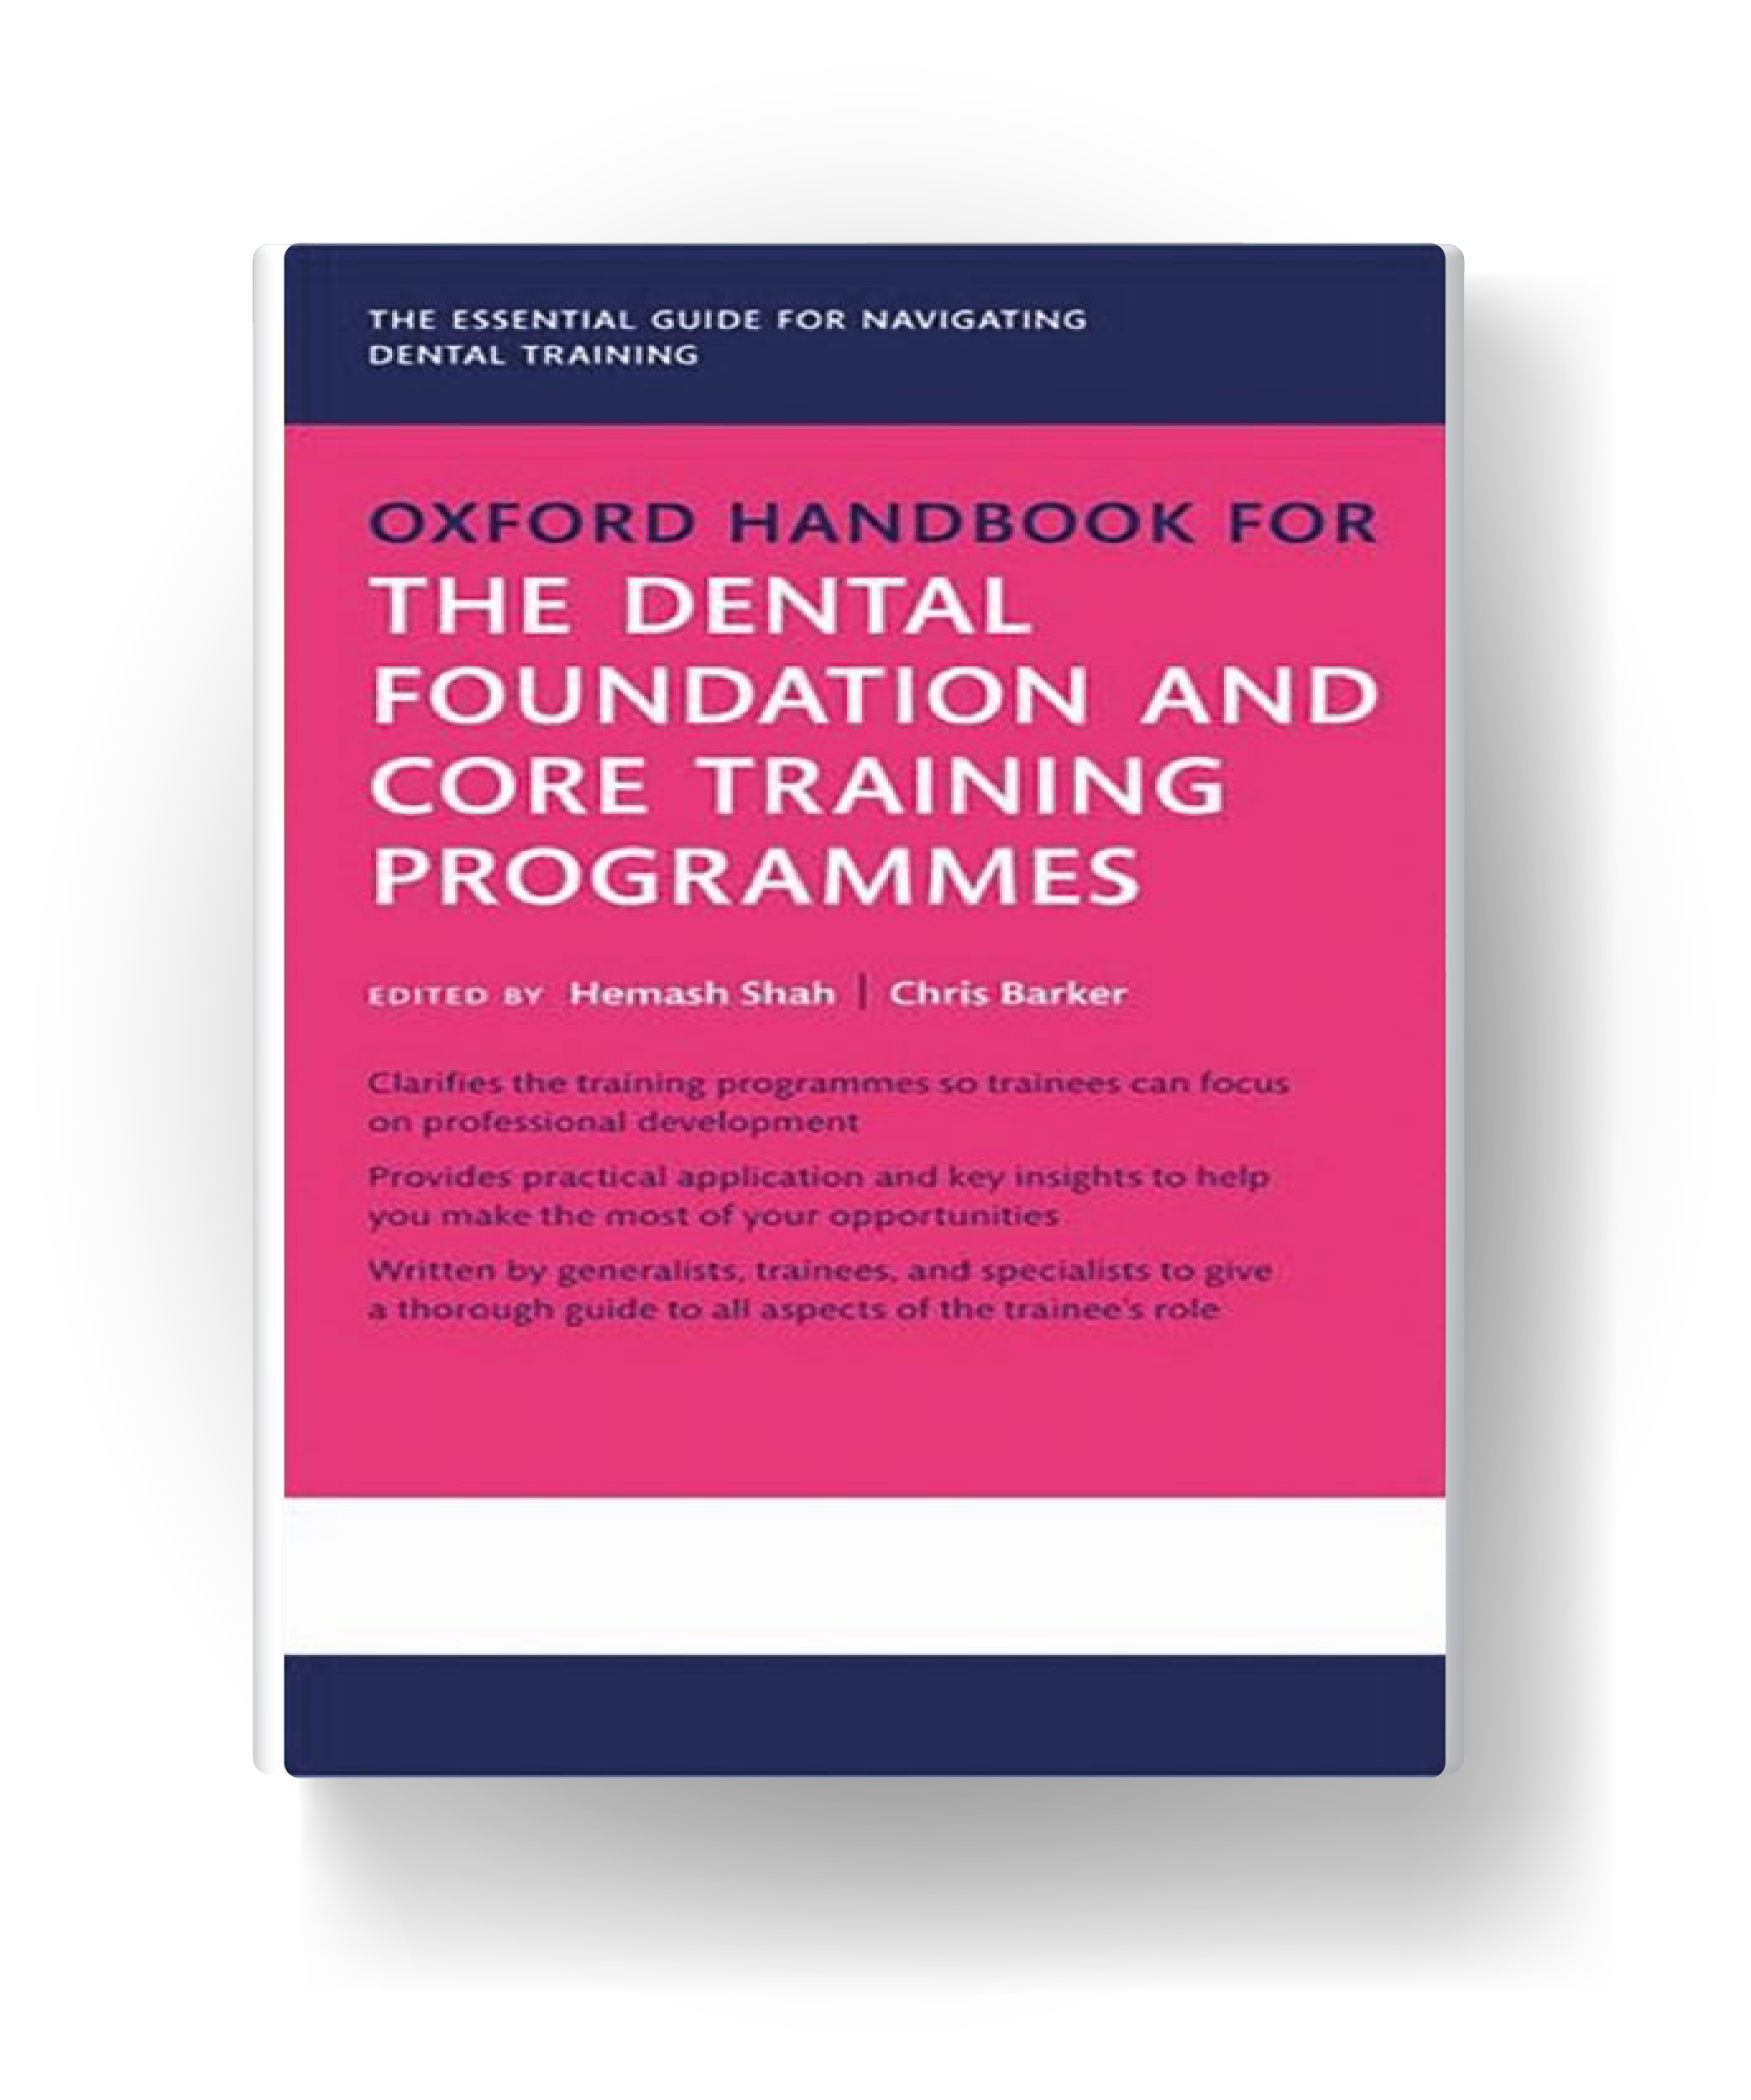 THE ESSENTIAL GUIDE FOR NAVIGATING
DENTAL TRAINING
OXFORD HANDBOOK FOR
THE DENTAL
FOUNDATION AND
CORE TRAINING
PROGRAMMES
EDITED BY Hemash Shah | Chris Barker
Clarifies the training programmes so trainees can focus
on professional development
Provides practical application and key insights to help
you make the most of your opportunities
Written by generalists, trainees, and specialists to give
a thorough guide to all aspects of the trainee's role